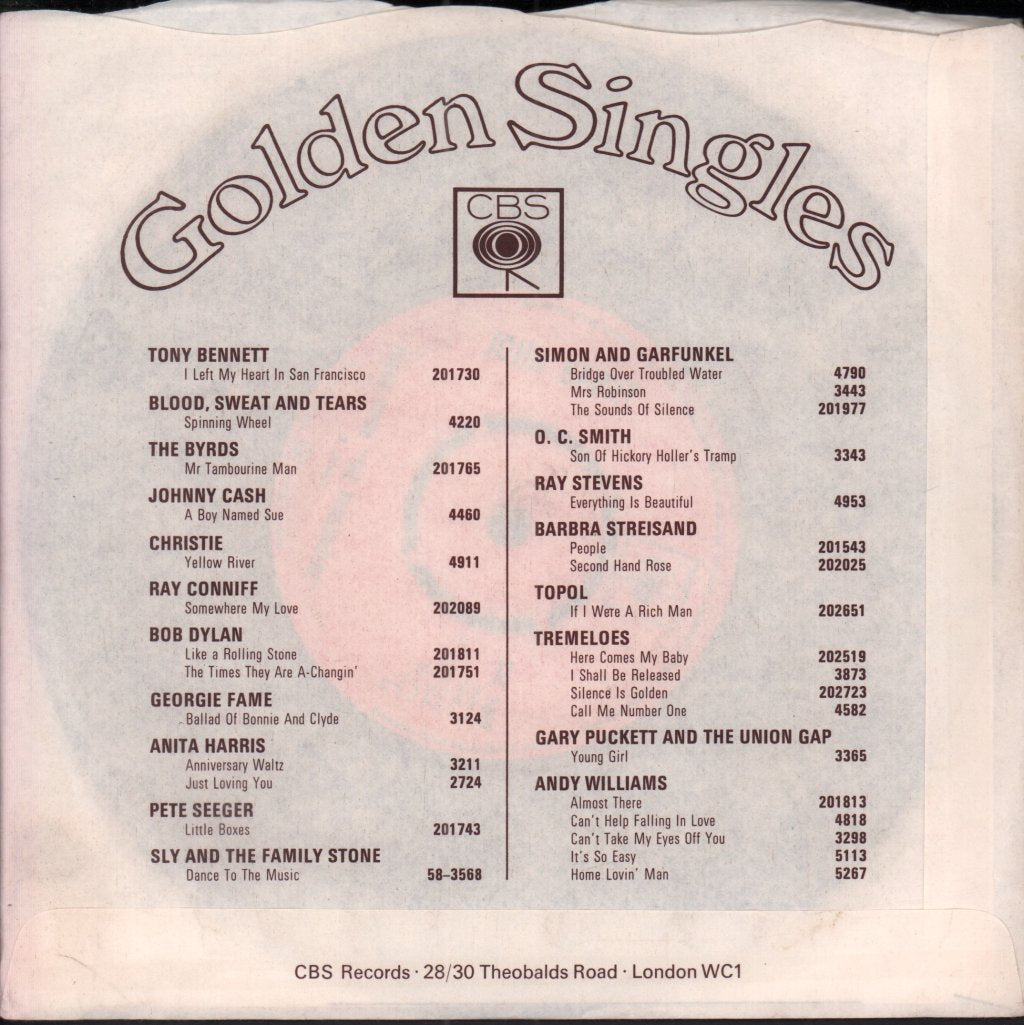 Golden Singles
CBS
TONY BENNETT
I Left My Heart In San Francisco 201730
BLOOD, SWEAT AND TEARS
Spinning Wheel 4220
THE BYRDS
Mr Tambourine Man 201765
JOHNNY CASH
A Boy Named Sue 4460
CHRISTIE
Yellow River 4911
RAY CONNIFF
Somewhere My Love 202089
BOB DYLAN
Like a Rolling Stone 201811
The Times They Are A-Changin' 201751
GEORGIE FAME
Ballad Of Bonnie And Clyde 3124
ANITA HARRIS
Anniversary Waltz 3211
Just Loving You 2724
PETE SEEGER
Little Boxes 201743
SLY AND THE FAMILY STONE
Dance To The Music 58–3568
SIMON AND GARFUNKEL
Bridge Over Troubled Water 4790
Mrs Robinson 3443
The Sounds Of Silence 201977
O. C. SMITH
Son Of Hickory Holler's Tramp 3343
RAY STEVENS
Everything Is Beautiful 4953
BARBRA STREISAND
People 201543
Second Hand Rose 202025
TOPOL
If I Were A Rich Man 202651
TREMELOES
Here Comes My Baby 202519
I Shall Be Released 3873
Silence Is Golden 202723
Call Me Number One 4582
GARY PUCKETT AND THE UNION GAP
Young Girl 3365
ANDY WILLIAMS
Almost There 201813
Can't Help Falling In Love 4818
Can't Take My Eyes Off You 3298
It's So Easy 5113
Home Lovin' Man 5267
CBS Records · 28/30 Theobalds Road · London WC1